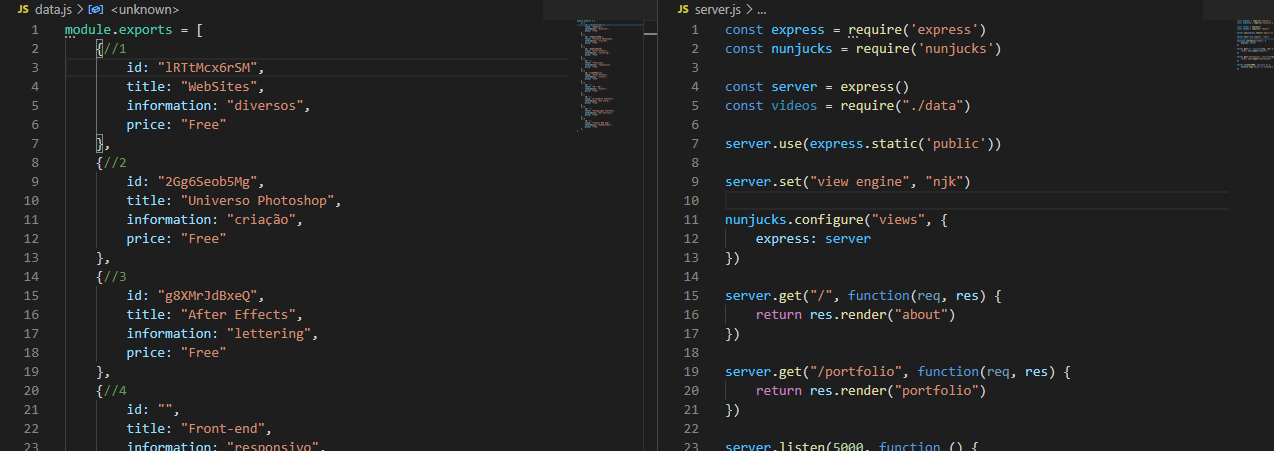 JS data.js > <unknown>
1 module.exports = [
2 {//1
3 id: "lRTtMcx6rSM",
4 title: "WebSites",
5 information: "diversos",
6 price: "Free"
7 },
8 {//2
9 id: "2Gg6Seob5Mg",
10 title: "Universo Photoshop",
11 information: "criação",
12 price: "Free"
13 },
14 {//3
15 id: "g8XMrJdBxeQ",
16 title: "After Effects",
17 information: "lettering",
18 price: "Free"
19 },
20 {//4
21 id: "",
22 title: "Front-end",
23 information: "responsivo",
JS server.js > ...
1 const express = require('express')
2 const nunjucks = require('nunjucks')
3
4 const server = express()
5 const videos = require("./data")
6
7 server.use(express.static('public'))
8
9 server.set("view engine", "njk")
10
11 nunjucks.configure("views", {
12 express: server
13 })
14
15 server.get("/", function(req, res) {
16 return res.render("about")
17 })
18
19 server.get("/portfolio", function(req, res) {
20 return res.render("portfolio")
21 })
22
23 server.listen(5000, function () {